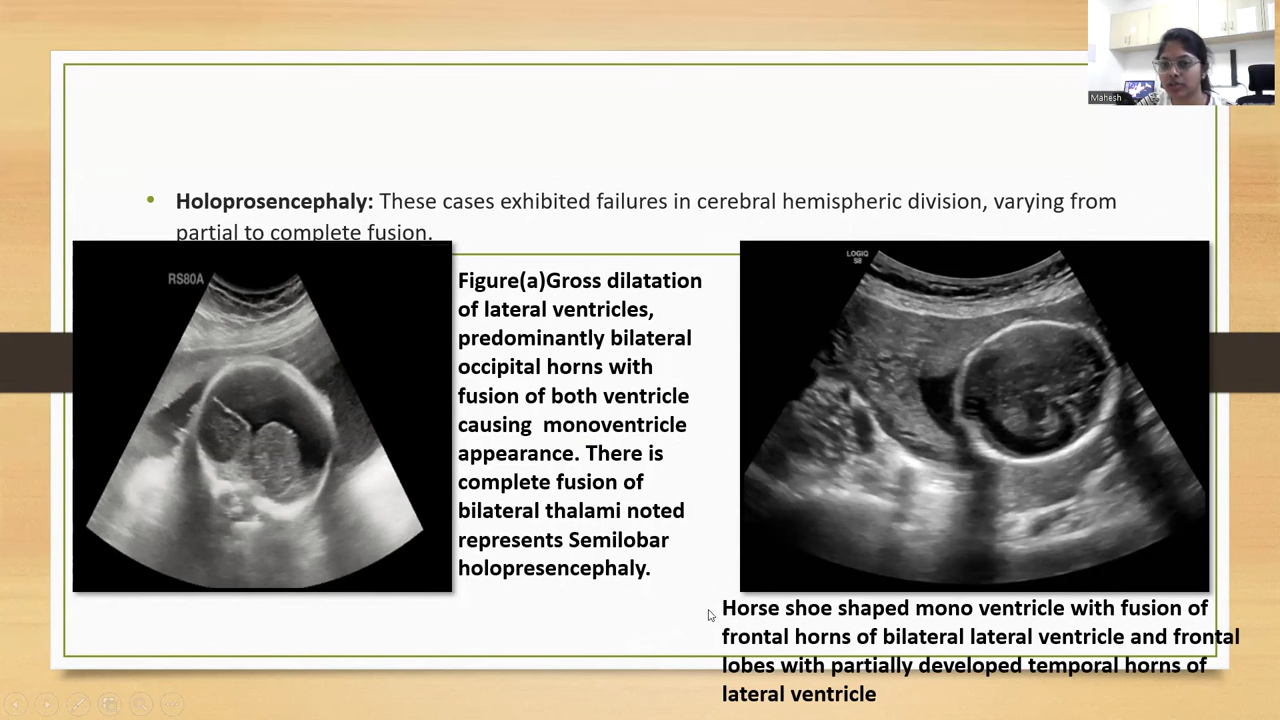 Mahesh
Holoprosencephaly: These cases exhibited failures in cerebral hemispheric division, varying from
partial to complete fusion.
RS80A
Figure(a)Gross dilatation
of lateral ventricles,
predominantly bilateral
occipital horns with
fusion of both ventricle
causing monoventricle
appearance. There is
complete fusion of
bilateral thalami noted
represents Semilobar
holopresencephaly.
LOGIQ
S8
Horse shoe shaped mono ventricle with fusion of
frontal horns of bilateral lateral ventricle and frontal
lobes with partially developed temporal horns of
lateral ventricle